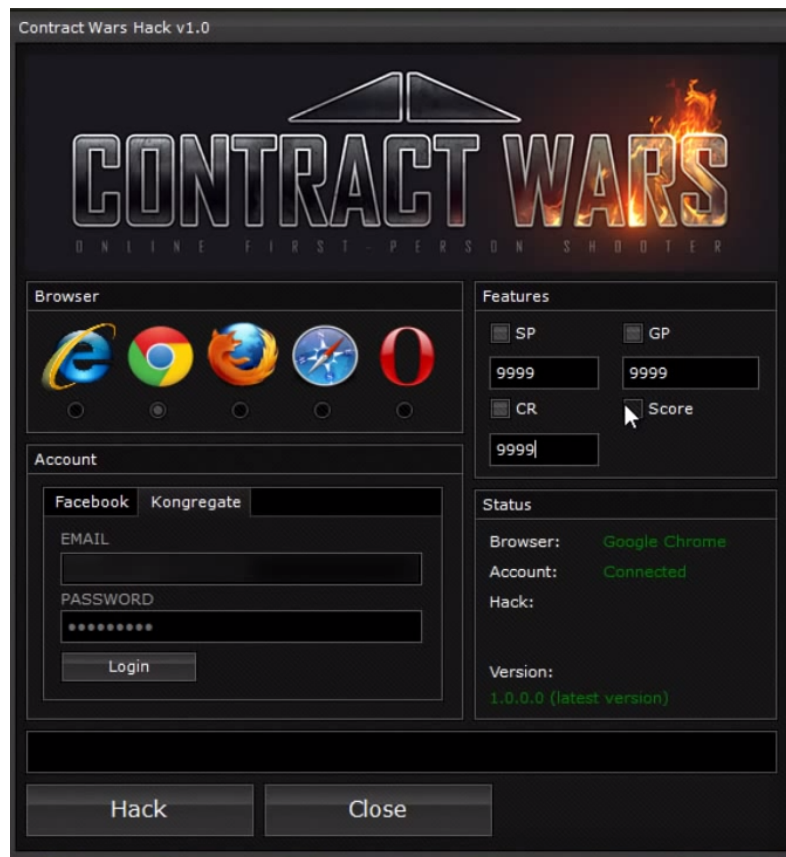 Contract Wars Hack v1.0
CONTRACT WARS
ONLINE FIRST-PERSON SHOOTER
Browser
Account
Facebook Kongregate
EMAIL
PASSWORD
•••••••••
Login
Features
SP GP
9999 9999
CR Score
9999
Status
Browser: Google Chrome
Account: Connected
Hack:
Version:
1.0.0.0 (latest version)
Hack Close